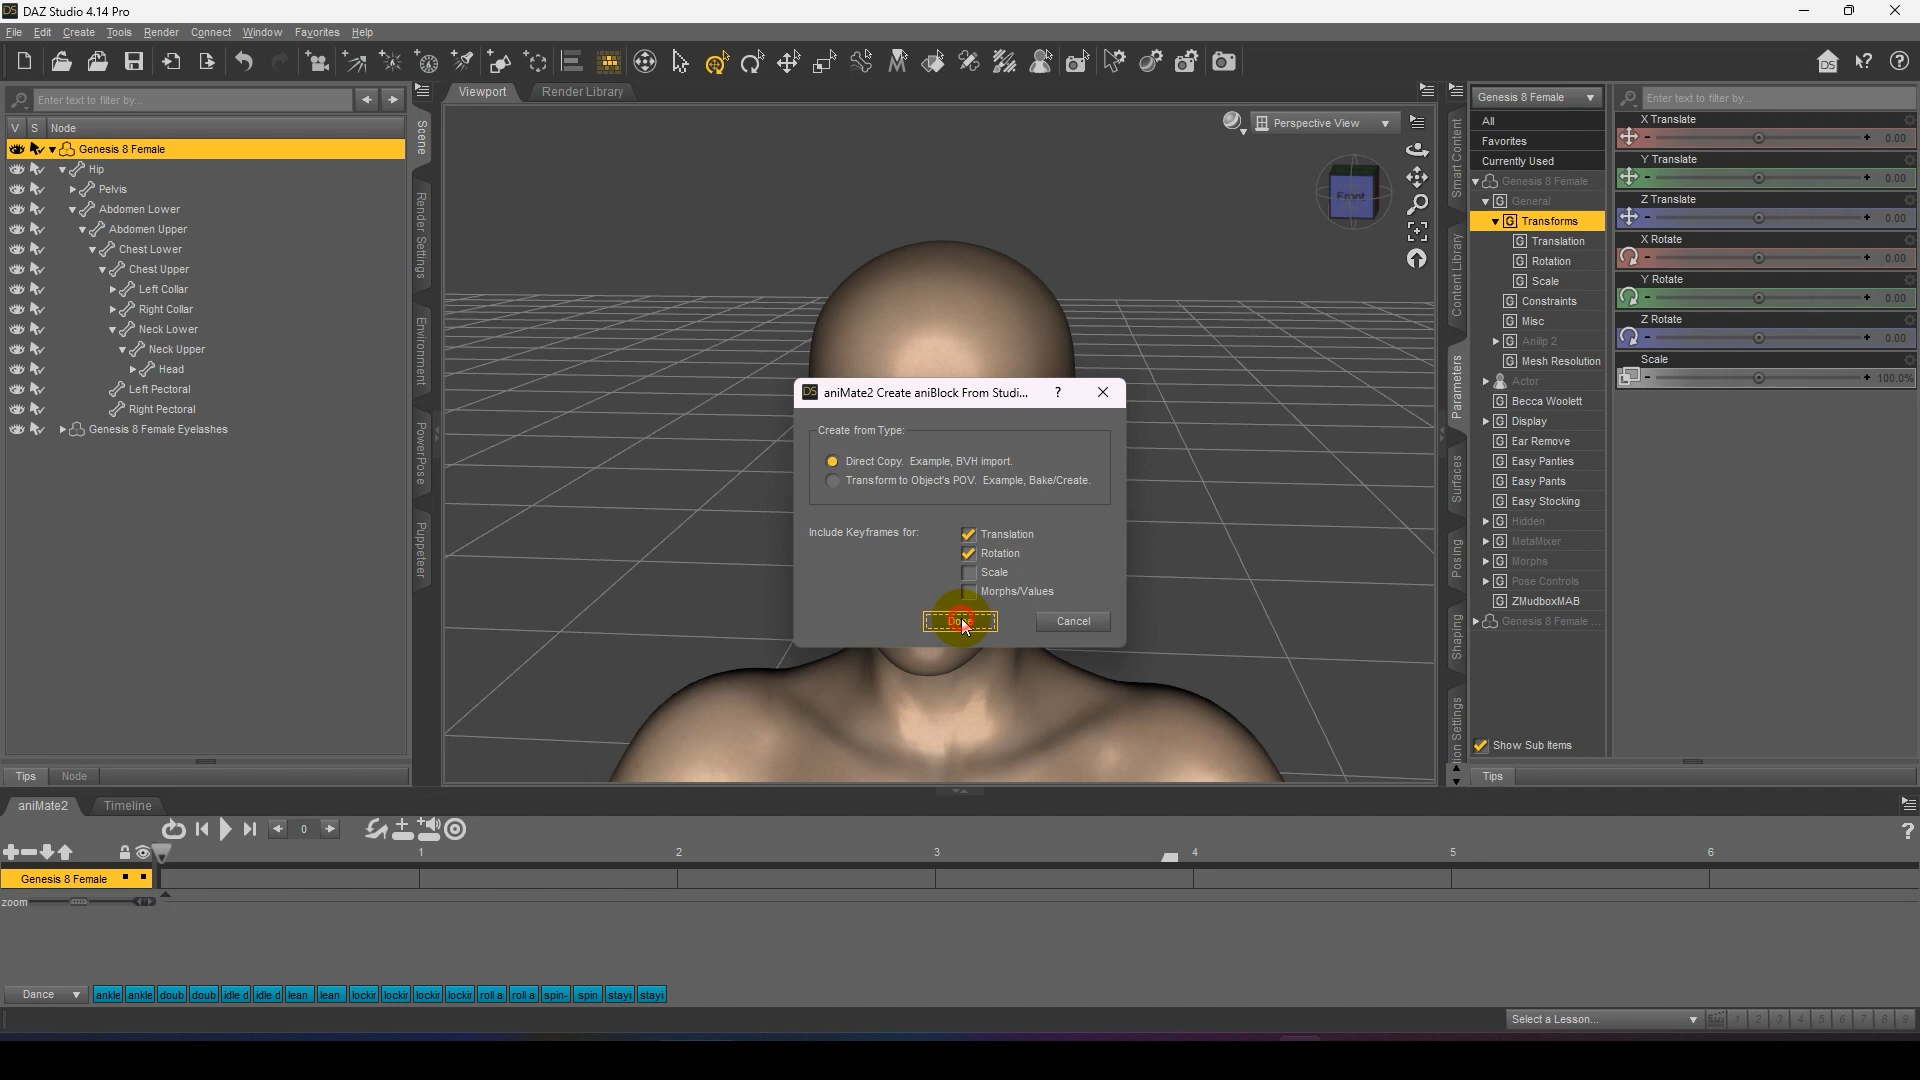 DAZ Studio 4.14 Pro
File Edit Create Tools Render Connect Window Favorites Help
Enter text to filter by...
V S Node
Genesis 8 Female
Hip
Pelvis
Abdomen Lower
Abdomen Upper
Chest Lower
Chest Upper
Left Collar
Right Collar
Neck Lower
Neck Upper
Head
Left Pectoral
Right Pectoral
Genesis 8 Female Eyelashes
Tips Node
Scene
Render Settings
Environment
PowerPose
Puppeteer
Viewport Render Library
Perspective View
Front
aniMate2 Create aniBlock From Studi...
?
Create from Type:
Direct Copy. Example, BVH import.
Transform to Object's POV. Example, Bake/Create.
Include Keyframes for:
Translation
Rotation
Scale
Morphs/Values
Cancel
Smart Content
Content Library
Parameters
Surfaces
Posing
Shaping
Settings
Genesis 8 Female
All
Favorites
Currently Used
Genesis 8 Female
General
Transforms
Translation
Rotation
Scale
Constraints
Misc
Anilip 2
Mesh Resolution
Actor
Becca Woolett
Display
Ear Remove
Easy Panties
Easy Pants
Easy Stocking
Hidden
MetaMixer
Morphs
Pose Controls
ZMudboxMAB
Genesis 8 Female ...
Show Sub Items
Tips
Enter text to filter by...
X Translate
0.00
Y Translate
0.00
Z Translate
0.00
X Rotate
0.00
Y Rotate
0.00
Z Rotate
0.00
Scale
100.0%
aniMate2 Timeline
0
?
1 2 3 4 5 6
Genesis 8 Female
zoom
Dance ankle ankle doub doub idle d idle d lean lean lockir lockir lockir lockir roll a roll a spin- spin stayi stayi
Select a Lesson... 1 2 3 4 5 6 7 8 9